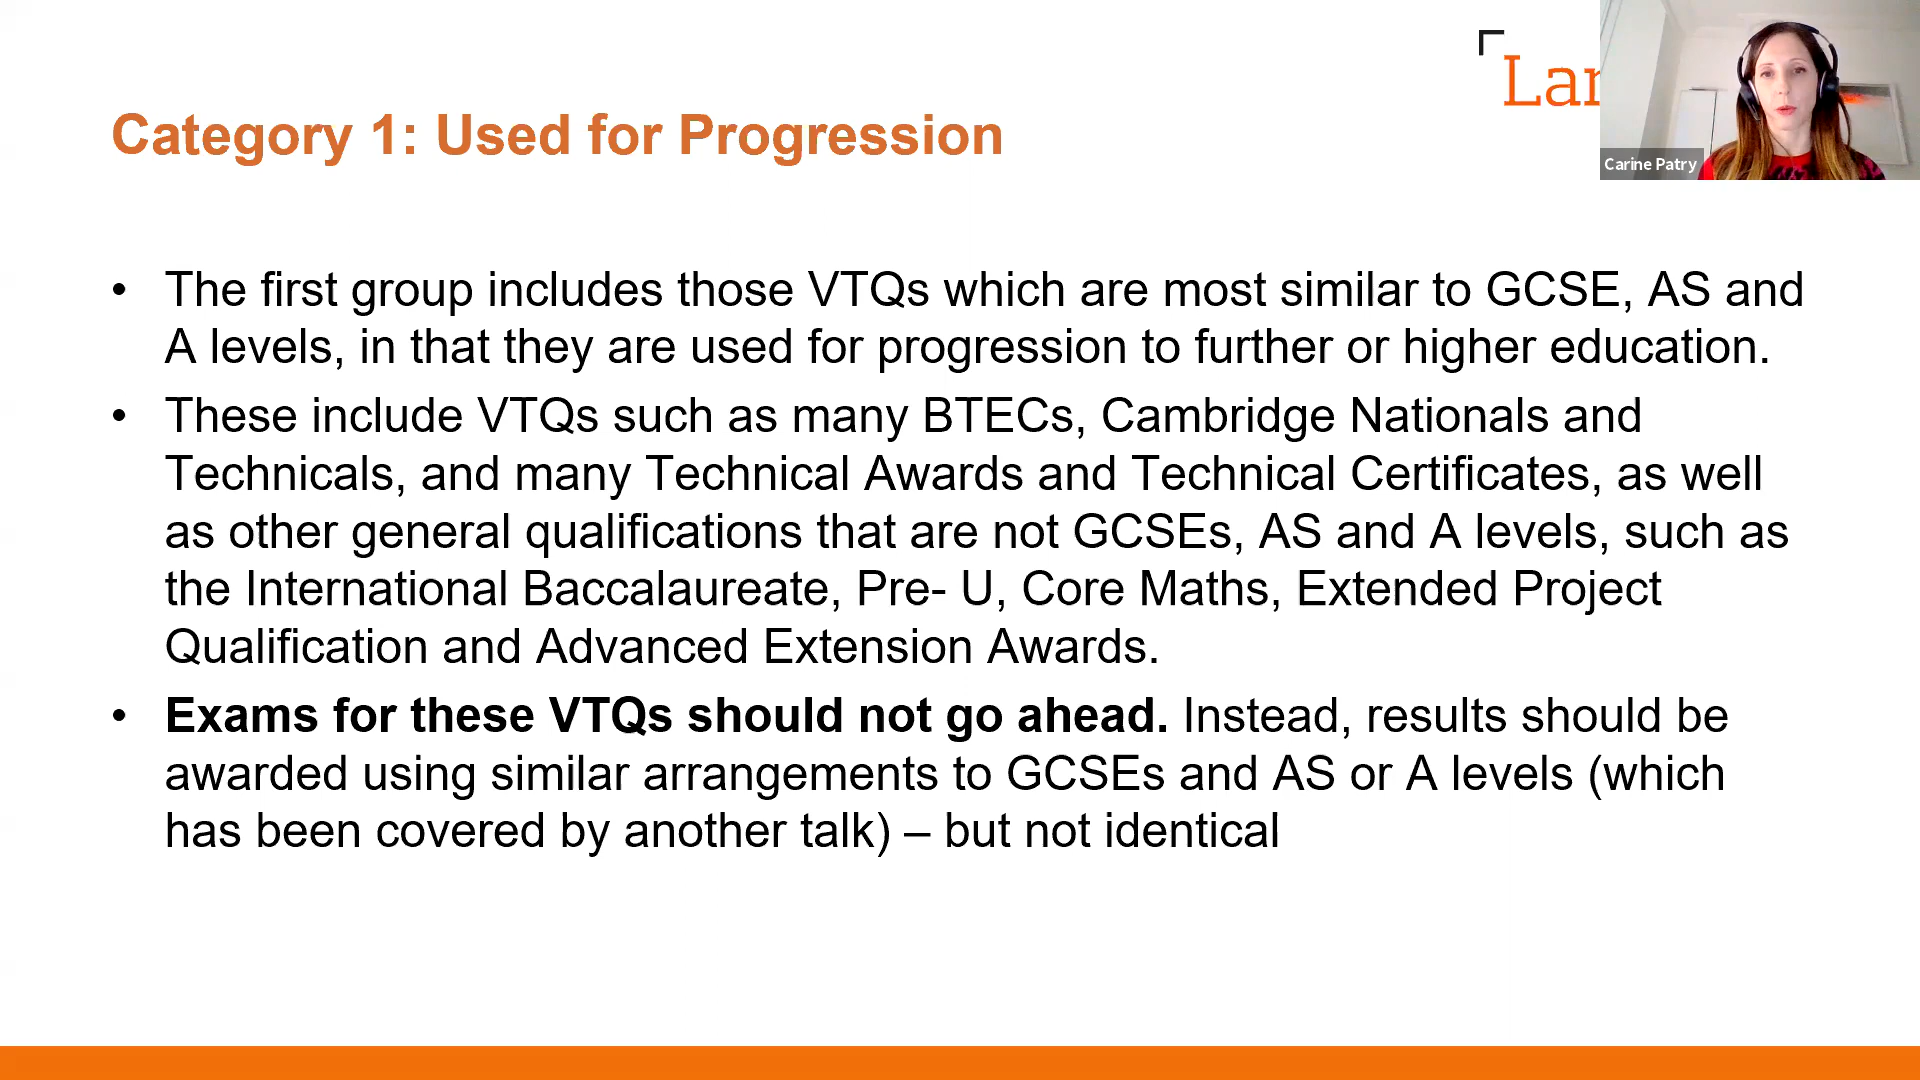 Lan
Carine Patry
Category 1: Used for Progression
• The first group includes those VTQs which are most similar to GCSE, AS and
A levels, in that they are used for progression to further or higher education.
• These include VTQs such as many BTECs, Cambridge Nationals and
Technicals, and many Technical Awards and Technical Certificates, as well
as other general qualifications that are not GCSEs, AS and A levels, such as
the International Baccalaureate, Pre- U, Core Maths, Extended Project
Qualification and Advanced Extension Awards.
• Exams for these VTQs should not go ahead. Instead, results should be
awarded using similar arrangements to GCSEs and AS or A levels (which
has been covered by another talk) – but not identical